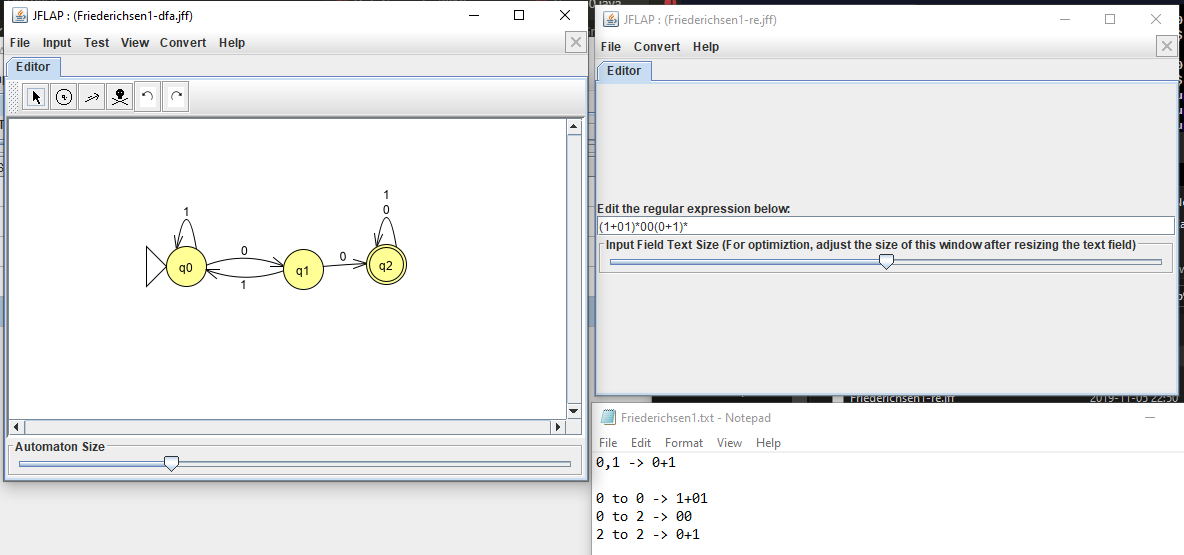 JFLAP : (Friederichsen1-dfa.jff)
File Input Test View Convert Help
Editor
1
0
1
0
1
0
q0
q1
q2
Automaton Size
JFLAP : (Friederichsen1-re.jff)
File Convert Help
Editor
Edit the regular expression below:
(1+01)*00(0+1)*
Input Field Text Size (For optimiztion, adjust the size of this window after resizing the text field)
Friederichsen1-re.jff 2019-11-05 22:50
Friederichsen1.txt - Notepad
File Edit Format View Help
0,1 -> 0+1
0 to 0 -> 1+01
0 to 2 -> 00
2 to 2 -> 0+1